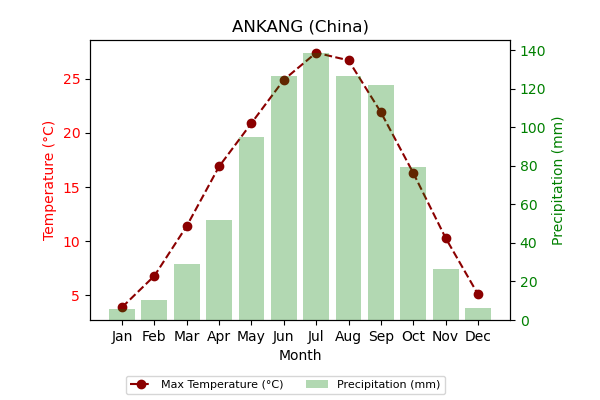 ANKANG (China)
Temperature (°C)
25
20
15
10
5
140
120
100
80
60
40
20
0
Precipitation (mm)
Jan Feb Mar Apr May Jun Jul Aug Sep Oct Nov Dec
Month
Max Temperature (°C) Precipitation (mm)